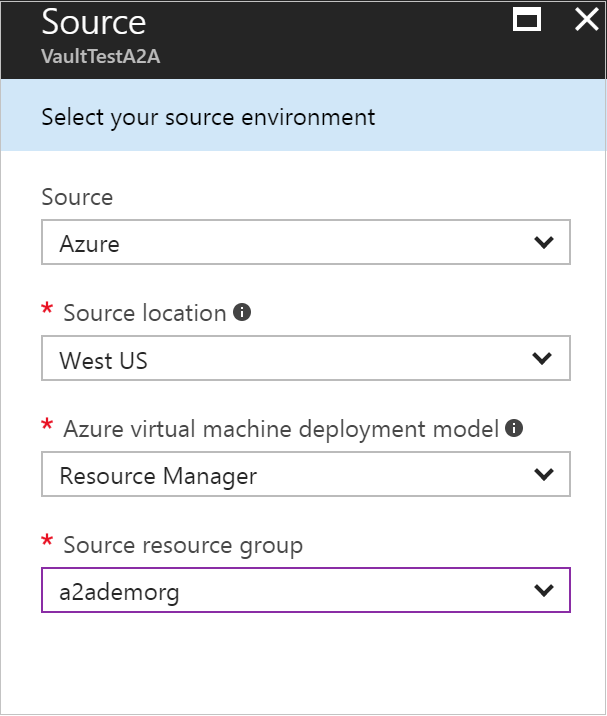 Source
VaultTestA2A
Select your source environment
Source
Azure
* Source location
West US
* Azure virtual machine deployment model
Resource Manager
* Source resource group
a2ademorg